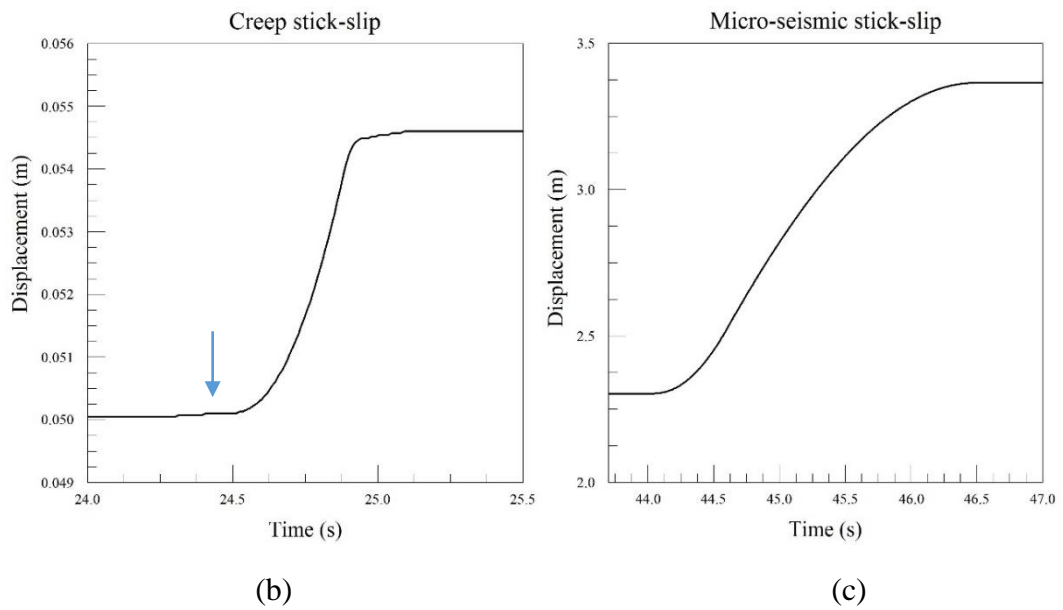 Creep stick-slip
0.056
0.055
0.054
0.053
0.052
0.051
0.050
0.049
Displacement (m)
24.0 24.5 25.0 25.5
Time (s)
(b)
Micro-seismic stick-slip
3.5
3.0
2.5
2.0
Displacement (m)
44.0 44.5 45.0 45.5 46.0 46.5 47.0
Time (s)
(c)